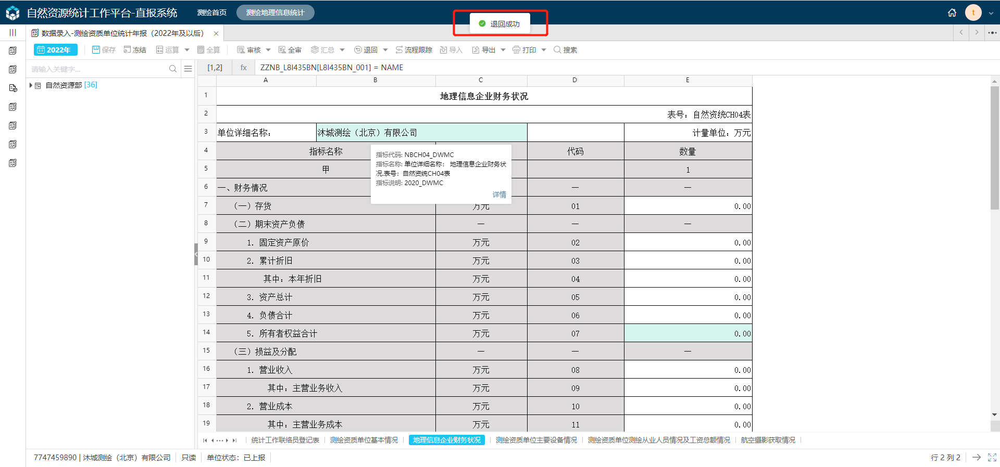 自然资源统计工作平台-直报系统 测绘首页 测绘地理信息统计 t
退回成功
数据录入-测绘资质单位统计年报（2022年及以后） ×
2022年 保存 冻结 运算 全算 审核 全审 汇总 退回 流程跟踪 导入 导出 打印 搜索
请输入关键字... [1,2] fx ZZNB_L8I435BN[L8I435BN_001] = NAME
自然资源部 [36]
A B C D E
1 地理信息企业财务状况
2 表号：自然资统CH04表
3 单位详细名称： 沐城测绘（北京）有限公司 计量单位：万元
4 指标名称 代码 数量
5 甲 1
6 一、财务情况 — —
7 （一）存货 万元 01 0.00
8 （二）期末资产负债 — — —
9 1. 固定资产原价 万元 02 0.00
10 2. 累计折旧 万元 03 0.00
11 其中：本年折旧 万元 04 0.00
12 3. 资产总计 万元 05 0.00
13 4. 负债合计 万元 06 0.00
14 5. 所有者权益合计 万元 07 0.00
15 （三）损益及分配 — — —
16 1. 营业收入 万元 08 0.00
17 其中：主营业务收入 万元 09 0.00
18 2. 营业成本 万元 10 0.00
19 其中：主营业务成本 万元 11 0.00
指标代码: NBCH04_DWMC
指标名称: 单位详细名称： 地理信息企业财务状
况.表号：自然资统CH04表
指标说明: 2020_DWMC
详情
统计工作联络员登记表 测绘资质单位基本情况 地理信息企业财务状况 测绘资质单位主要设备情况 测绘资质单位测绘从业人员情况及工资总额情况 航空摄影获取情况
7747459890 | 沐城测绘（北京）有限公司 只读 单位状态：已上报 行 2 列 2